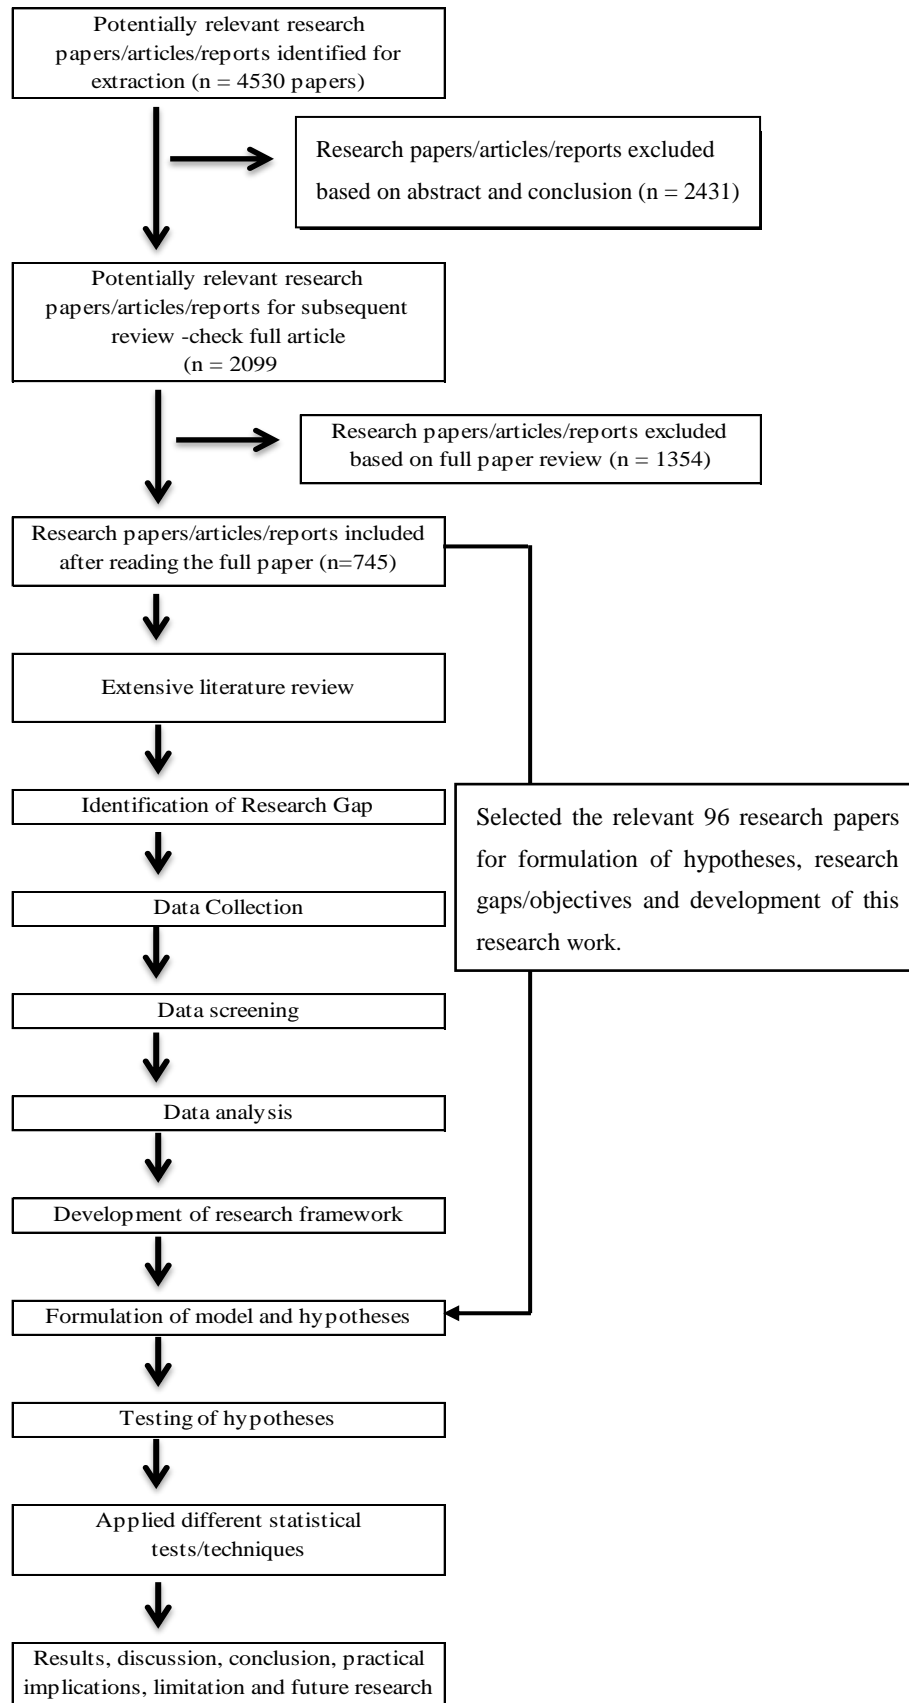 Potentially relevant research
papers/articles/reports identified for
extraction (n = 4530 papers)
Research papers/articles/reports excluded
based on abstract and conclusion (n = 2431)
Potentially relevant research
papers/articles/reports for subsequent
review -check full article
(n = 2099
Research papers/articles/reports excluded
based on full paper review (n = 1354)
Research papers/articles/reports included
after reading the full paper (n=745)
Extensive literature review
Identification of Research Gap
Selected the relevant 96 research papers
for formulation of hypotheses, research
gaps/objectives and development of this
research work.
Data Collection
Data screening
Data analysis
Development of research framework
Formulation of model and hypotheses
Testing of hypotheses
Applied different statistical
tests/techniques
Results, discussion, conclusion, practical
implications, limitation and future research